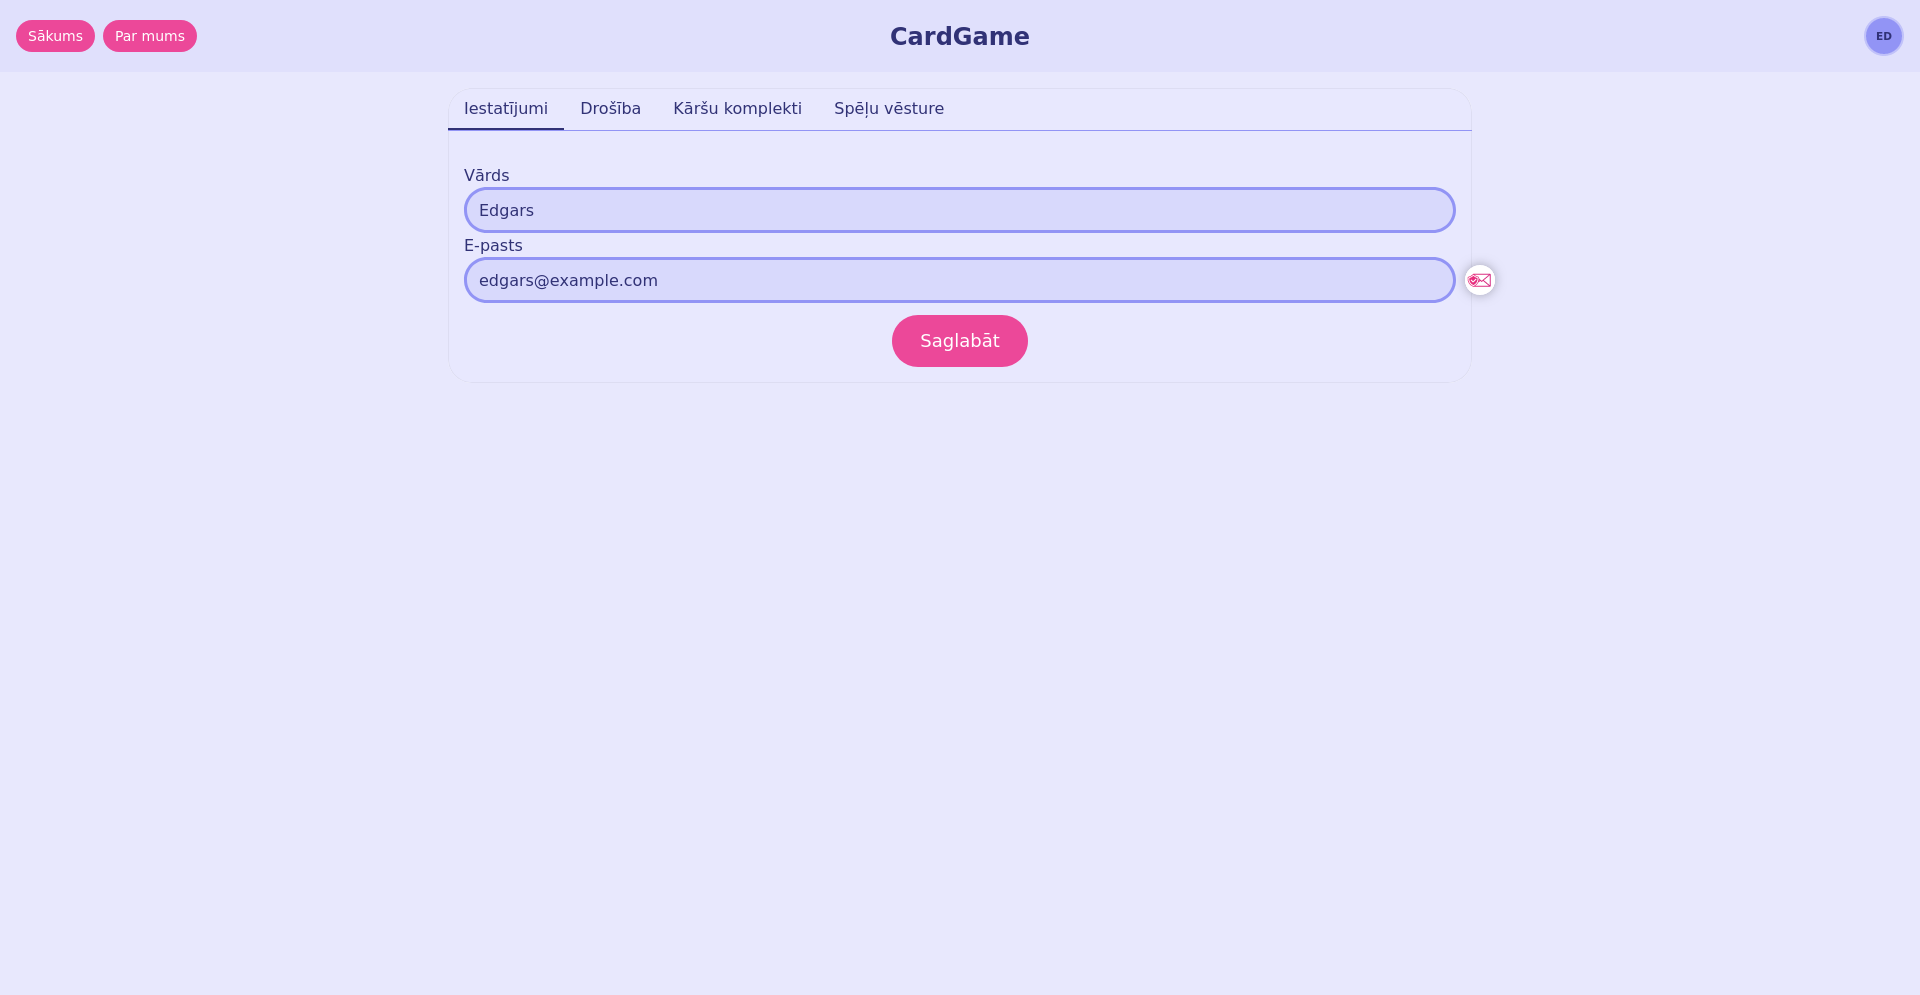 Sākums Par mums CardGame ED
Iestatījumi Drošība Kāršu komplekti Spēļu vēsture
Vārds
Edgars
E-pasts
edgars@example.com
Saglabāt